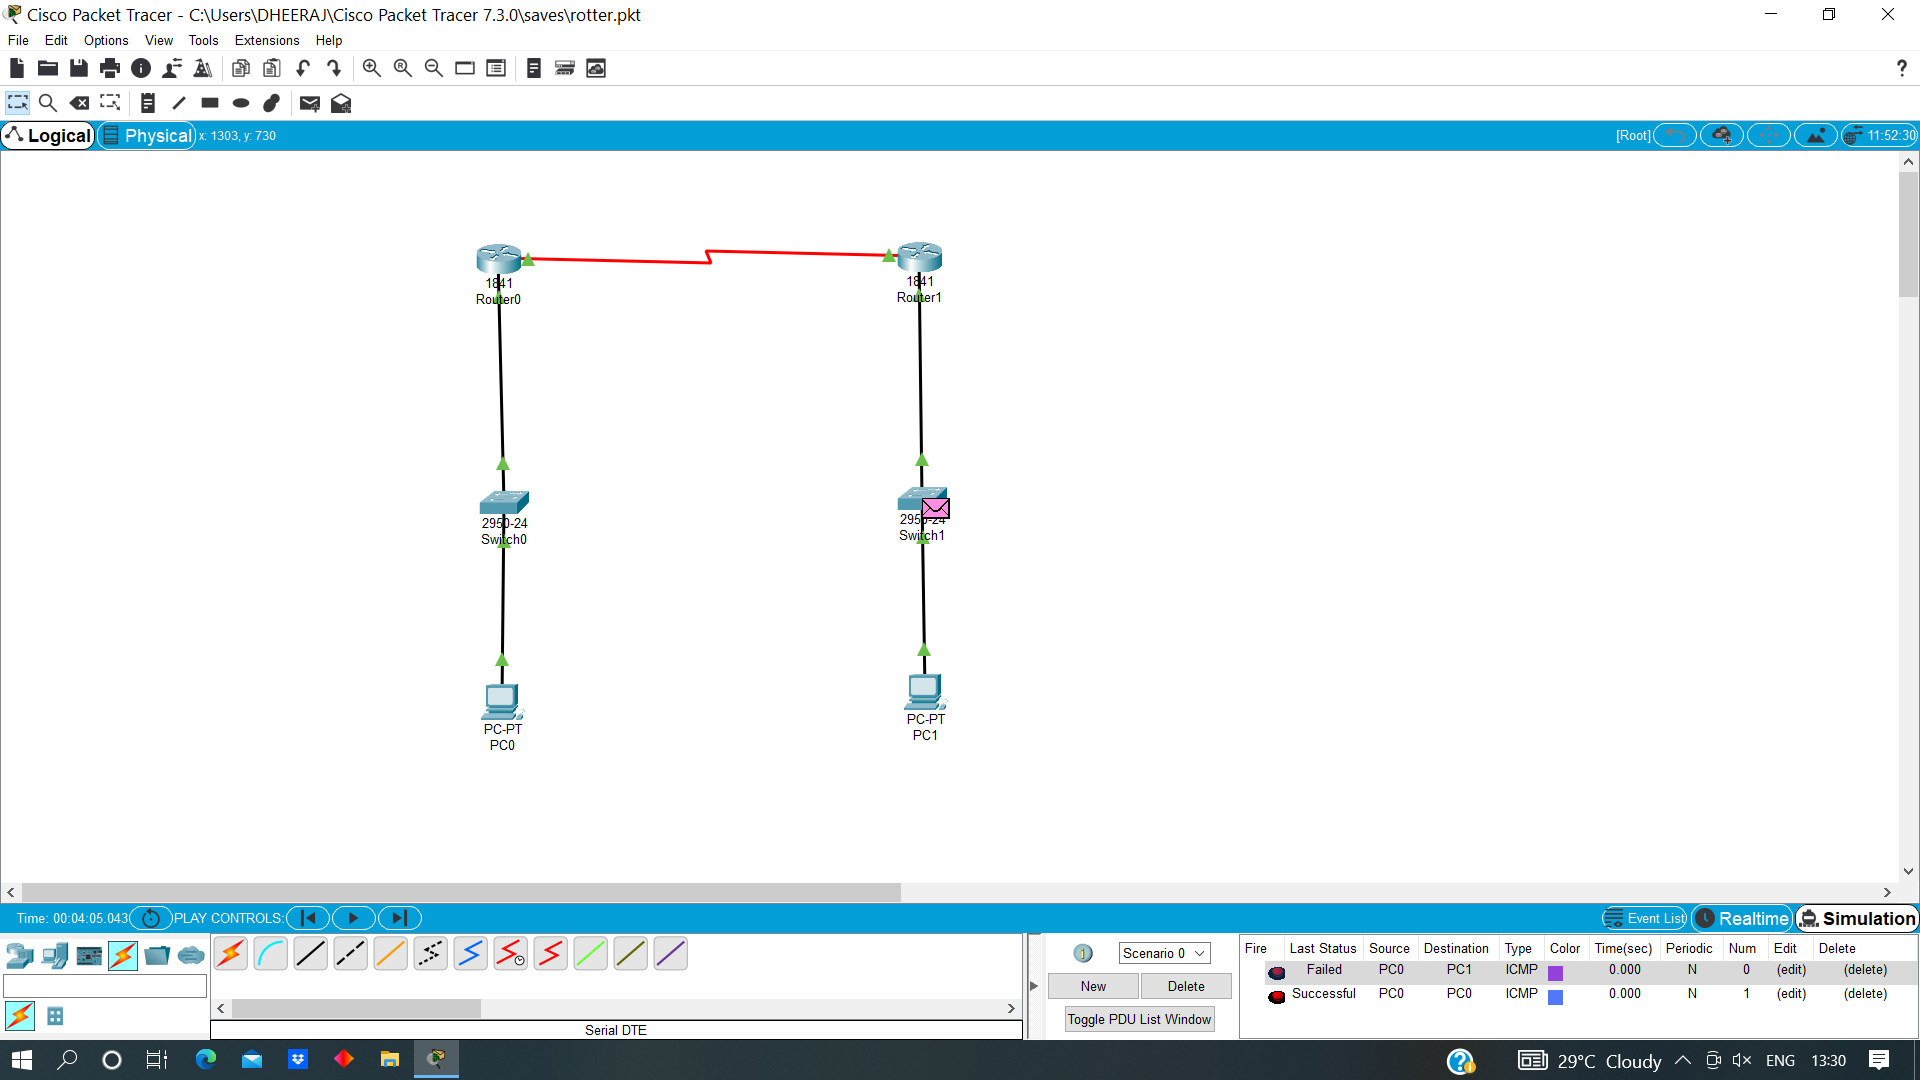 Cisco Packet Tracer - C:\Users\DHEERAJ\Cisco Packet Tracer 7.3.0\saves\rotter.pkt
File Edit Options View Tools Extensions Help
?
Logical Physical x: 1303, y: 730 [Root] 11:52:30
1841
Router0
1841
Router1
2950-24
Switch0
2950-24
Switch1
PC-PT
PC0
PC-PT
PC1
Time: 00:04:05.043 PLAY CONTROLS: Event List Realtime Simulation
Scenario 0
New Delete
Toggle PDU List Window
Fire Last Status Source Destination Type Color Time(sec) Periodic Num Edit Delete
Failed PC0 PC1 ICMP 0.000 N 0 (edit) (delete)
Successful PC0 PC0 ICMP 0.000 N 1 (edit) (delete)
Serial DTE
29°C Cloudy ENG 13:30